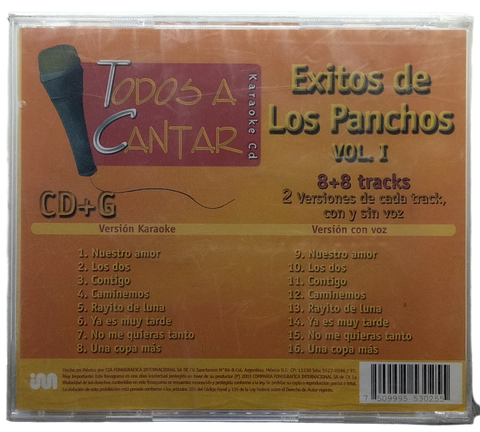 TODOS A
CANTAR
Karaoke Cd
Exitos de
Los Panchos
VOL. I
8+8 tracks
2 Versiones de cada track,
con y sin voz
CD+G
Versión Karaoke
1. Nuestro amor
2. Los dos
3. Contigo
4. Caminemos
5. Rayito de luna
6. Ya es muy tarde
7. No me quieras tanto
8. Una copa más
Versión con voz
9. Nuestro amor
10. Los dos
11. Contigo
12. Caminemos
13. Rayito de luna
14. Ya es muy tarde
15. No me quieras tanto
16. Una copa más
7 509995 530255